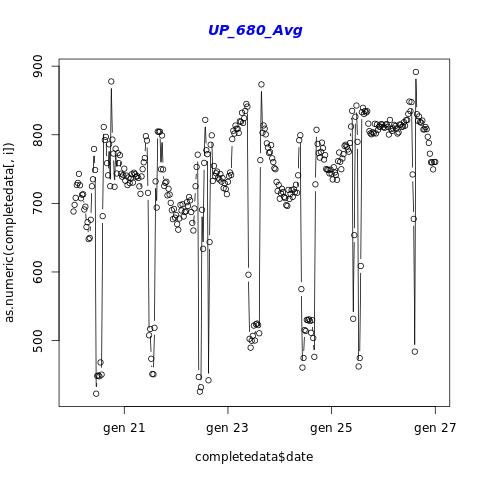 UP_680_Avg
as.numeric(completedata[, i])
900
800
700
600
500
gen 21
gen 23
gen 25
gen 27
completedata$date